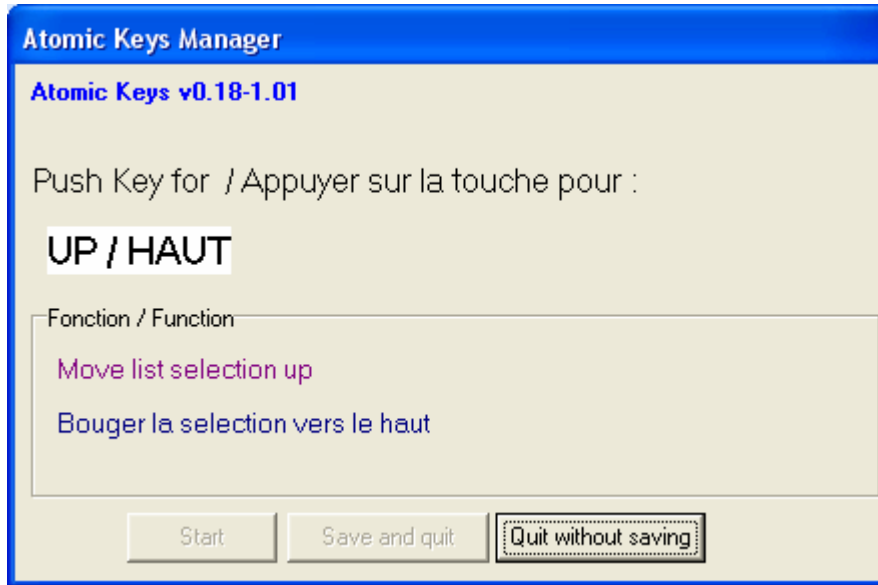 Atomic Keys Manager
Atomic Keys v0.18-1.01
Push Key for / Appuyer sur la touche pour :
UP / HAUT
Fonction / Function
Move list selection up
Bouger la selection vers le haut
Start Save and quit Quit without saving